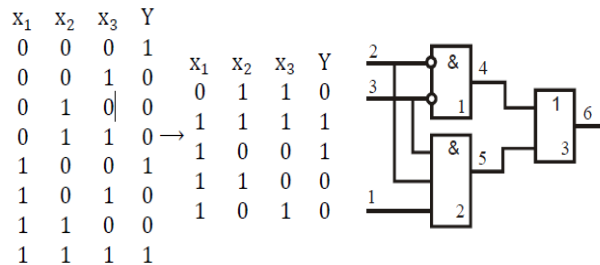 x₁ x₂ x₃ Y
0 0 0 1
0 0 1 0
0 1 0 0
0 1 1 0 →
1 0 0 1
1 0 1 0
1 1 0 0
1 1 1 1
x₁ x₂ x₃ Y
0 1 1 0
1 1 1 1
1 0 0 1
1 1 0 0
1 0 1 0
2 & 4
3 1
1 6
& 5 3
1 2